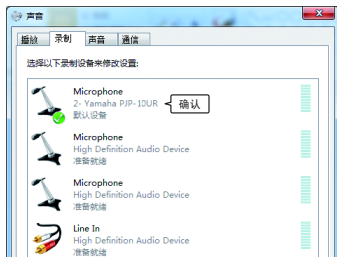 声音
播放 录制 声音 通信
选择以下录制设备来修改设置:
Microphone
2- Yamaha PJP-10UR
确认
默认设备
Microphone
High Definition Audio Device
准备就绪
Microphone
High Definition Audio Device
准备就绪
Line In
High Definition Audio Device
准备就绪